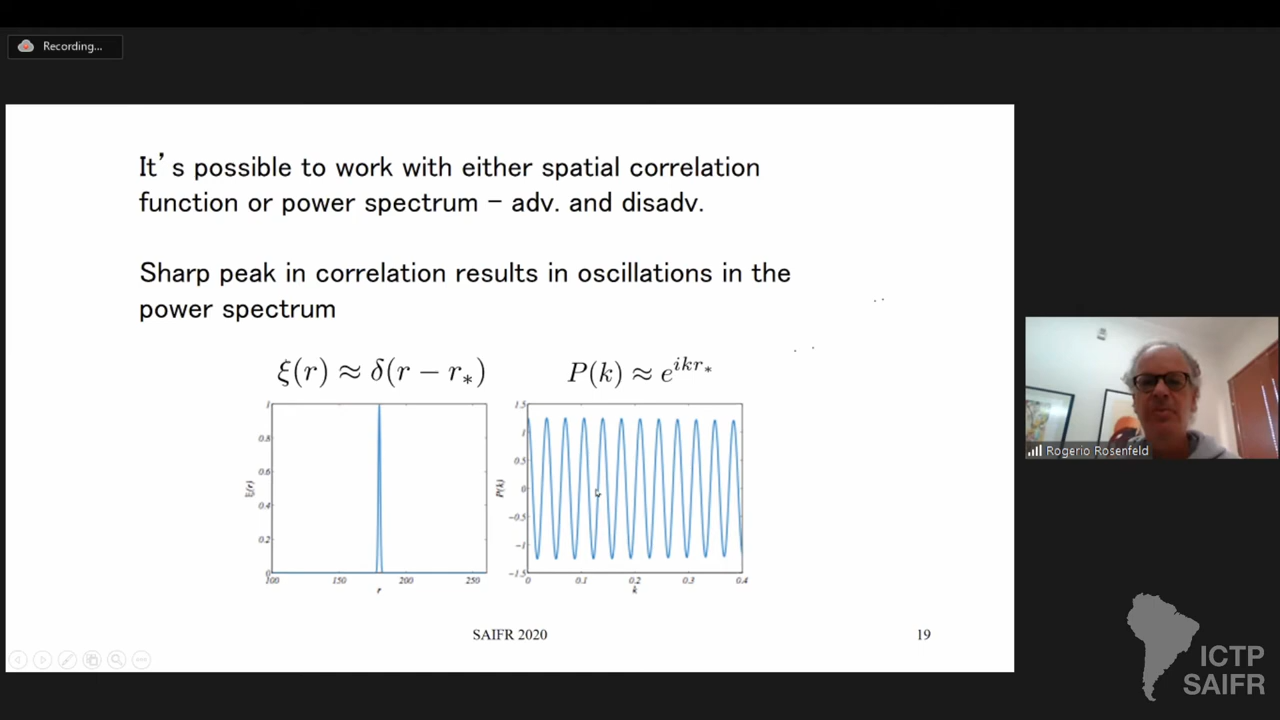 Recording...
It's possible to work with either spatial correlation
function or power spectrum – adv. and disadv.
Sharp peak in correlation results in oscillations in the
power spectrum
ξ(r) ≈ δ(r − r∗)
P(k) ≈ e^{ikr∗}
1
0.8
0.6
0.4
0.2
0
ξ(r)
100 150 200 250
r
1.5
1
0.5
0
−0.5
−1
−1.5
P(k)
0 0.1 0.2 0.3 0.4
k
SAIFR 2020
19
Rogerio Rosenfeld
ICTP
SAIFR